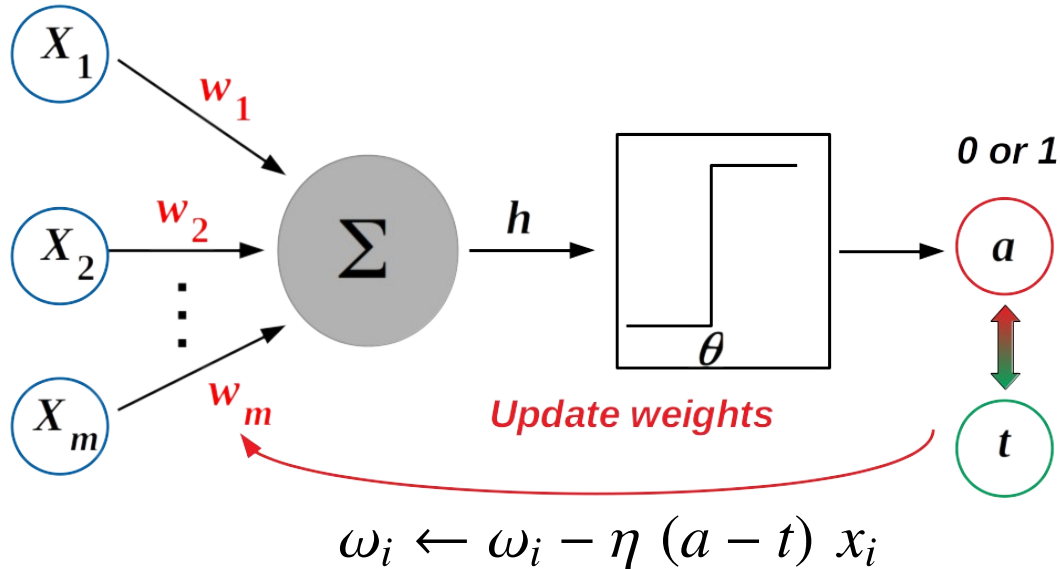 X₁
w₁
0 or 1
X₂
w₂
Σ
h
θ
a
⋮
Xₘ
wₘ
Update weights
t
ωᵢ ← ωᵢ − η (a − t) xᵢ